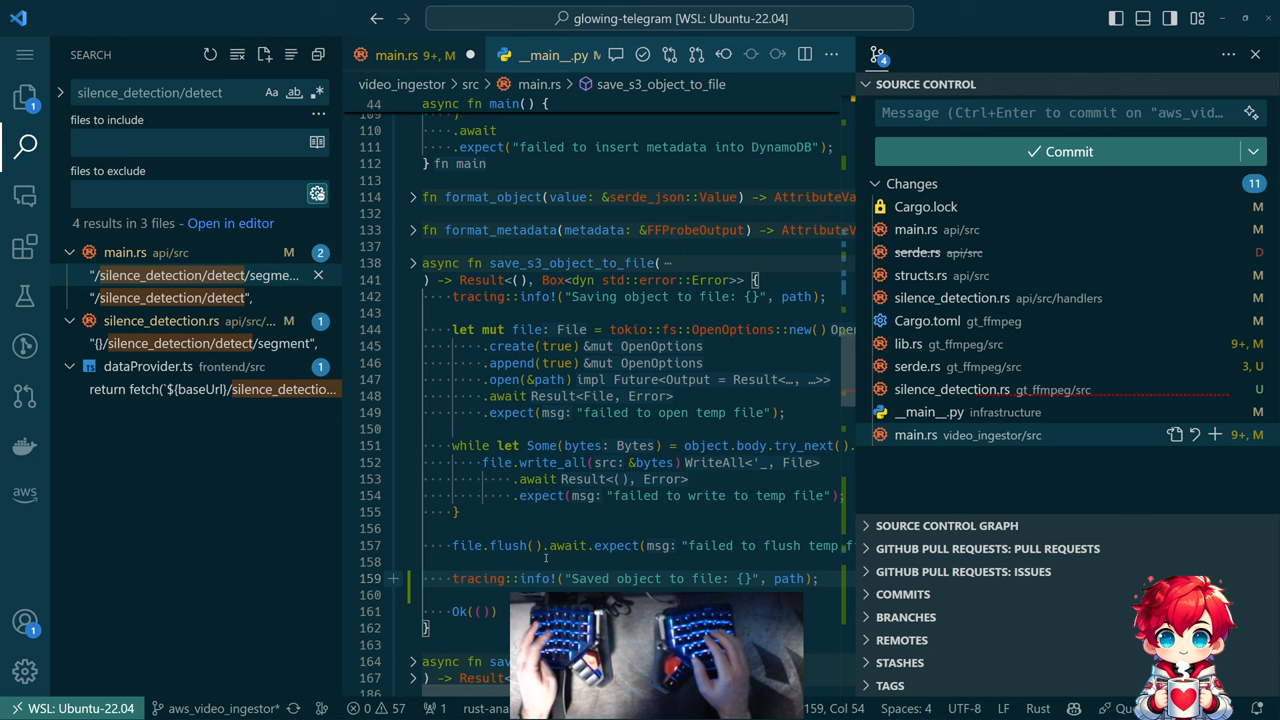 glowing-telegram [WSL: Ubuntu-22.04]
SEARCH
silence_detection/detect
Aa
ab
files to include
files to exclude
4 results in 3 files - Open in editor
main.rs api/src M 2
"/silence_detection/detect/segme...
"/silence_detection/detect",
silence_detection.rs api/src/... M 1
"{}/silence_detection/detect/segment",
dataProvider.ts frontend/src 1
return fetch(`${baseUrl}/silence_detectio...
main.rs 9+, M
__main__.py M
video_ingestor > src > main.rs > save_s3_object_to_file
44 async fn main() {
109 )
110 .await
111 .expect("failed to insert metadata into DynamoDB");
112 } fn main
113
114 fn format_object(value: &serde_json::Value) -> AttributeVa
132
133 fn format_metadata(metadata: &FFProbeOutput) -> AttributeV
137
138 async fn save_s3_object_to_file(
141 ) -> Result<(), Box<dyn std::error::Error>> {
142 tracing::info!("Saving object to file: {}", path);
143
144 let mut file: File = tokio::fs::OpenOptions::new() Ope
145 .create(true) &mut OpenOptions
146 .append(true) &mut OpenOptions
147 .open(&path) impl Future<Output = Result<…, …>>
148 .await Result<File, Error>
149 .expect(msg: "failed to open temp file");
150
151 while let Some(bytes: Bytes) = object.body.try_next().
152 file.write_all(src: &bytes) WriteAll<'_, File>
153 .await Result<(), Error>
154 .expect(msg: "failed to write to temp file");
155 }
156
157 file.flush().await.expect(msg: "failed to flush temp f
158
159 tracing::info!("Saved object to file: {}", path);
160
161 Ok(())
162 }
163
164 async fn sav
167 ) -> Result<
186
4
SOURCE CONTROL
Message (Ctrl+Enter to commit on "aws_vid...
Commit
Changes 11
Cargo.lock M
main.rs api/src M
serde.rs api/src D
structs.rs api/src M
silence_detection.rs api/src/handlers M
Cargo.toml gt_ffmpeg M
lib.rs gt_ffmpeg/src 9+, M
serde.rs gt_ffmpeg/src 3, U
silence_detection.rs gt_ffmpeg/src U
__main__.py infrastructure M
main.rs video_ingestor/src 9+, M
SOURCE CONTROL GRAPH
GITHUB PULL REQUESTS: PULL REQUESTS
GITHUB PULL REQUESTS: ISSUES
COMMITS
BRANCHES
REMOTES
STASHES
TAGS
1
aws
1
WSL: Ubuntu-22.04
aws_video_ingestor*
0 57
1
rust-ana
159, Col 54
Spaces: 4
UTF-8
LF
Rust